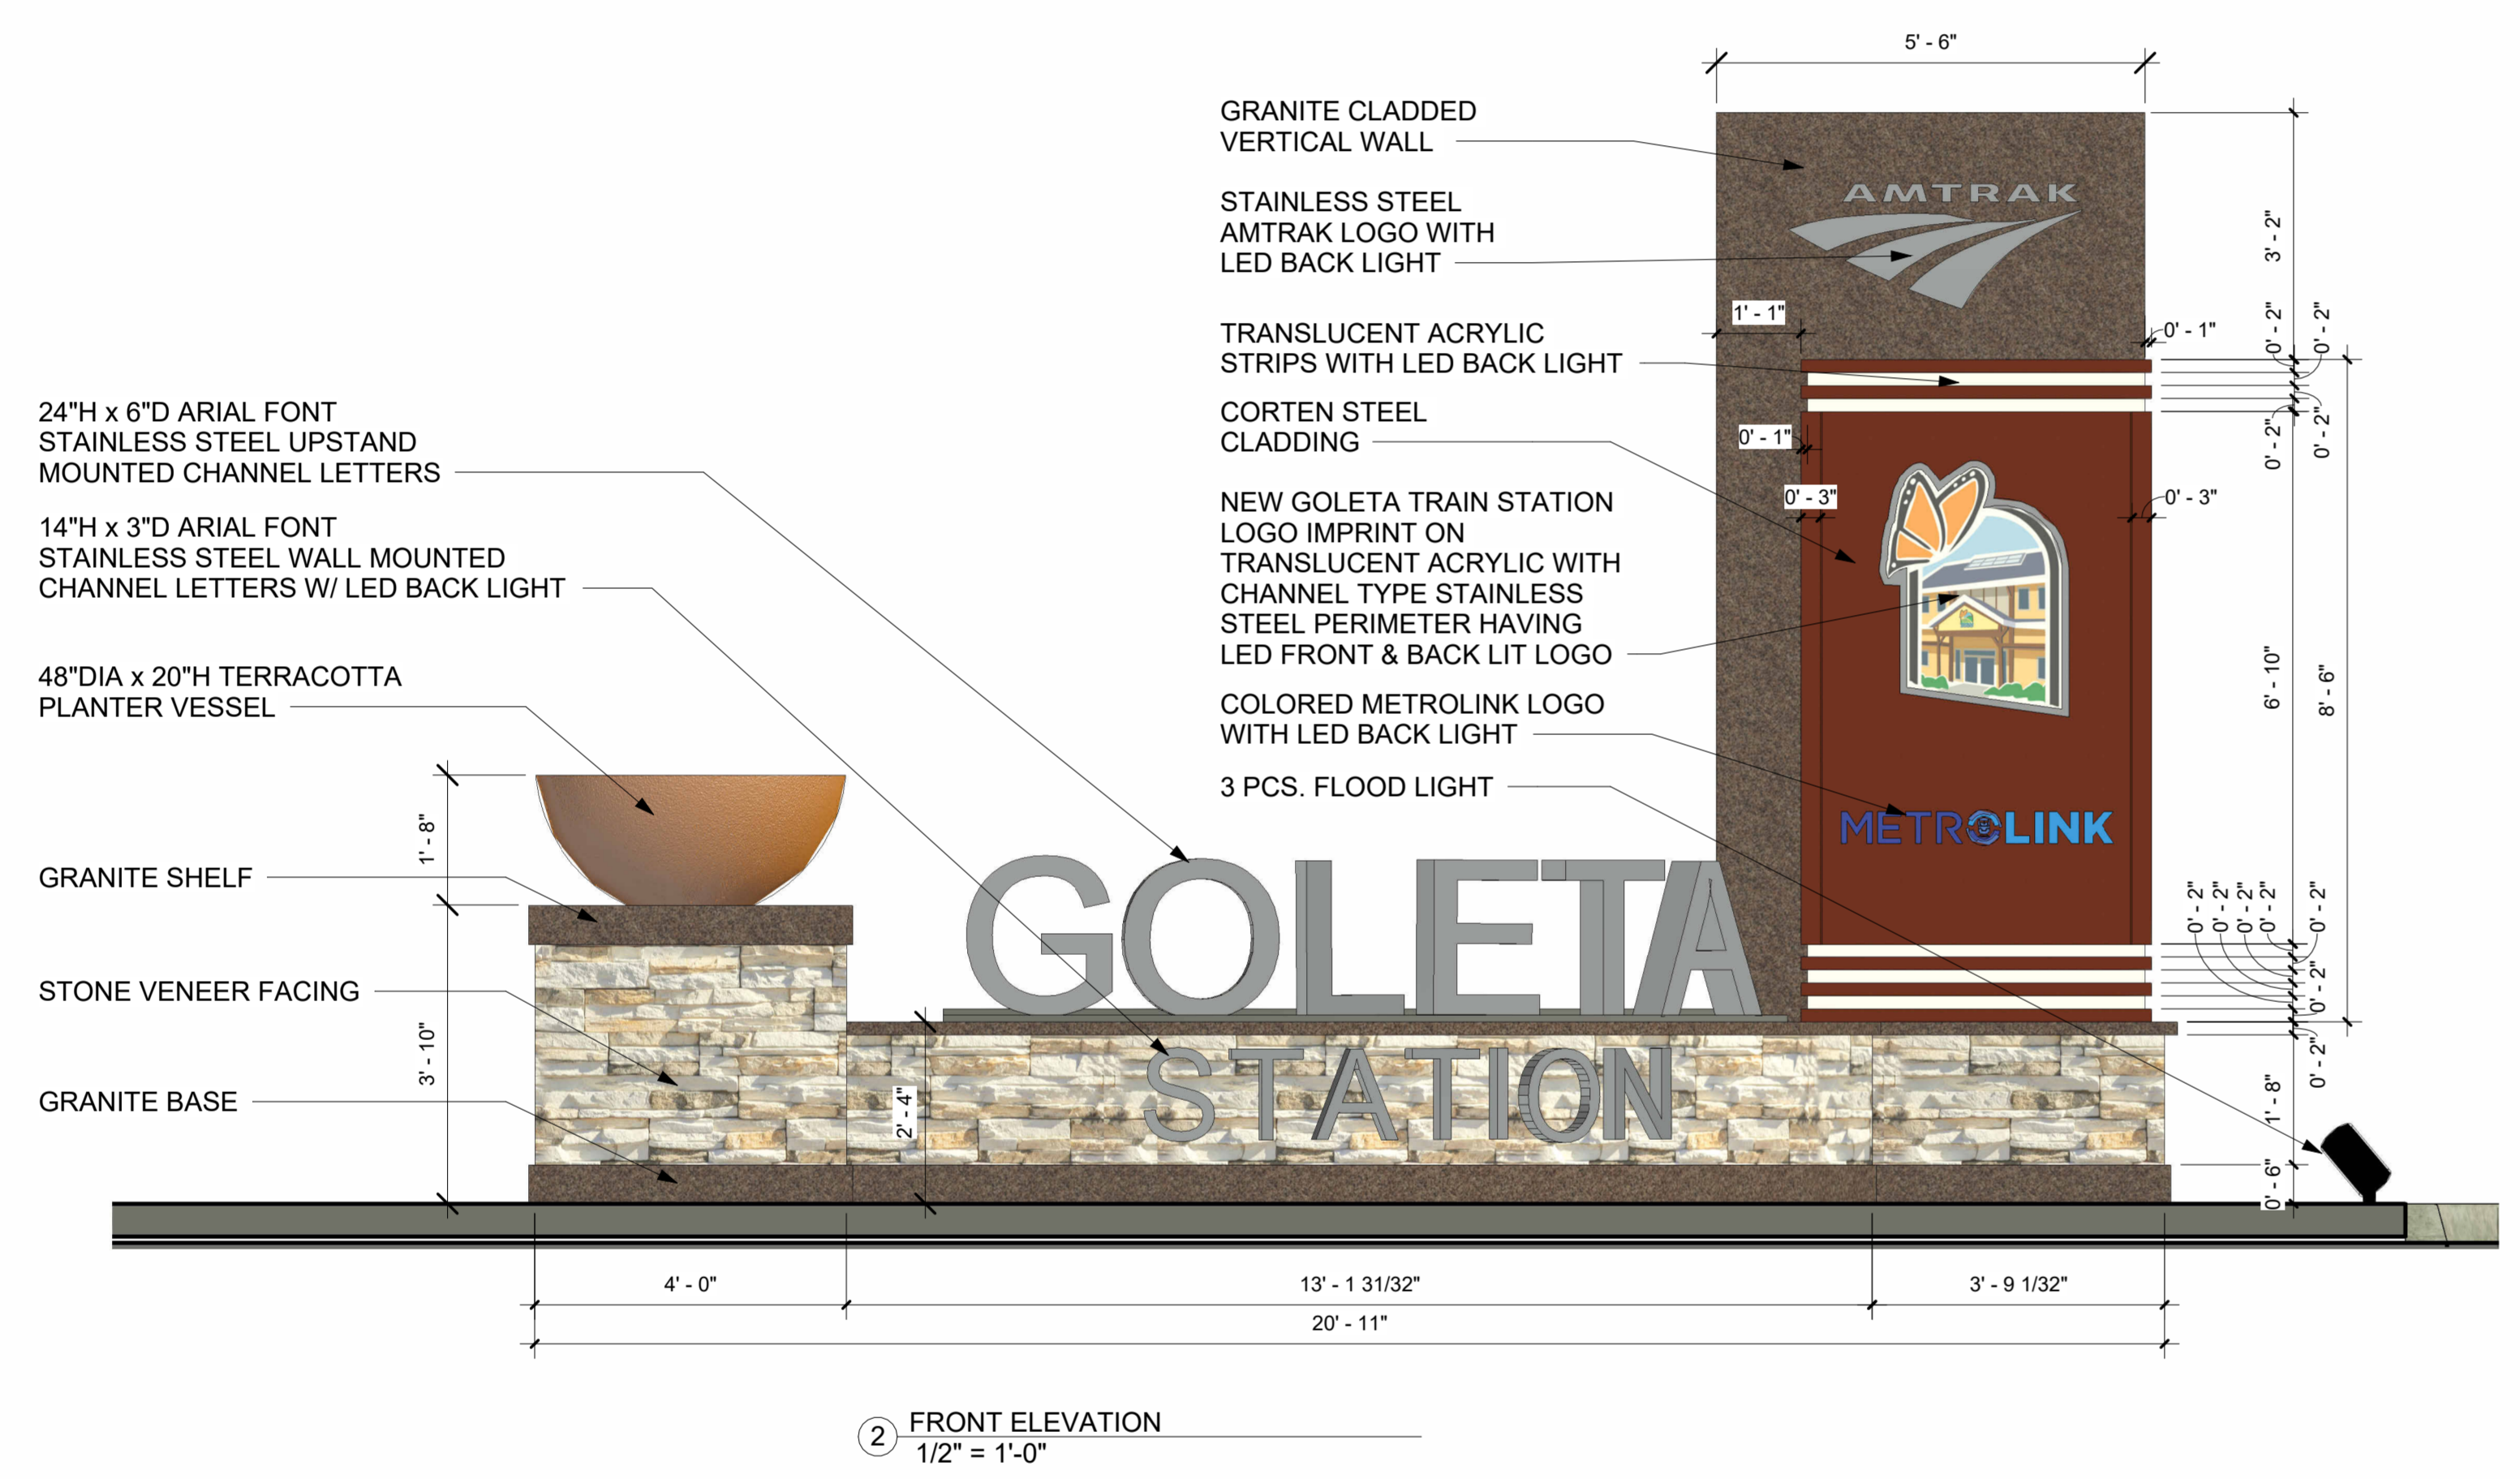 5' - 6"
GRANITE CLADDED
VERTICAL WALL
AMTRAK
STAINLESS STEEL
AMTRAK LOGO WITH
LED BACK LIGHT
3' - 2"
1' - 1"
0' - 2"
0' - 2"
0' - 1"
TRANSLUCENT ACRYLIC
STRIPS WITH LED BACK LIGHT
24"H x 6"D ARIAL FONT
STAINLESS STEEL UPSTAND
MOUNTED CHANNEL LETTERS
CORTEN STEEL
CLADDING
0' - 1"
0' - 2"
0' - 2"
14"H x 3"D ARIAL FONT
STAINLESS STEEL WALL MOUNTED
CHANNEL LETTERS W/ LED BACK LIGHT
NEW GOLETA TRAIN STATION
LOGO IMPRINT ON
TRANSLUCENT ACRYLIC WITH
CHANNEL TYPE STAINLESS
STEEL PERIMETER HAVING
LED FRONT & BACK LIT LOGO
0' - 3"
0' - 3"
6' - 10"
8' - 6"
48"DIA x 20"H TERRACOTTA
PLANTER VESSEL
COLORED METROLINK LOGO
WITH LED BACK LIGHT
3 PCS. FLOOD LIGHT
METROLINK
1' - 8"
GRANITE SHELF
GOLETA
0' - 2"
0' - 2"
0' - 2"
0' - 2"
0' - 2"
0' - 2"
0' - 2"
STONE VENEER FACING
3' - 10"
STATION
2' - 4"
1' - 8"
GRANITE BASE
0' - 6"
4' - 0"
13' - 1 31/32"
3' - 9 1/32"
20' - 11"
2
FRONT ELEVATION
1/2" = 1'-0"